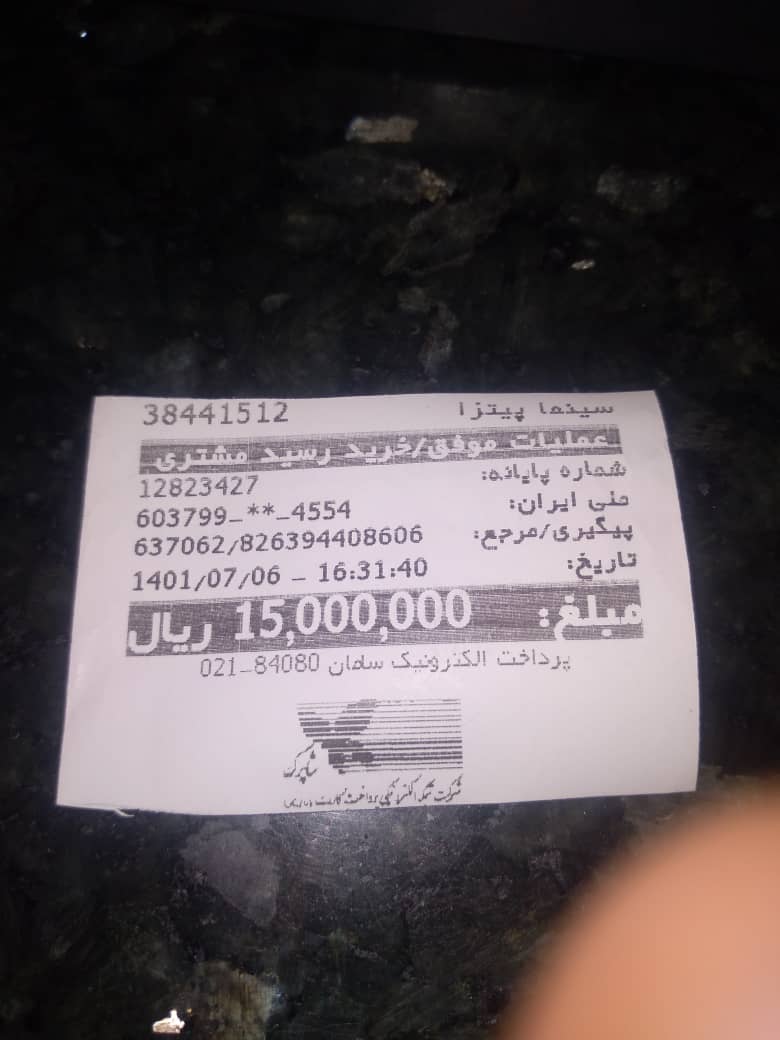 سینما پیتزا 38441512
عملیات موفق/خرید رسید مشتری
شماره پایانه: 12823427
ملی ایران: 603799-**-4554
پیگیری/مرجع: 637062/826394408606
تاریخ: 1401/07/06 - 16:31:40
مبلغ: 15,000,000 ریال
پرداخت الکترونیک سامان 84080-021
شاپرک
شرکت شبکه الکترونیکی پرداخت کارت